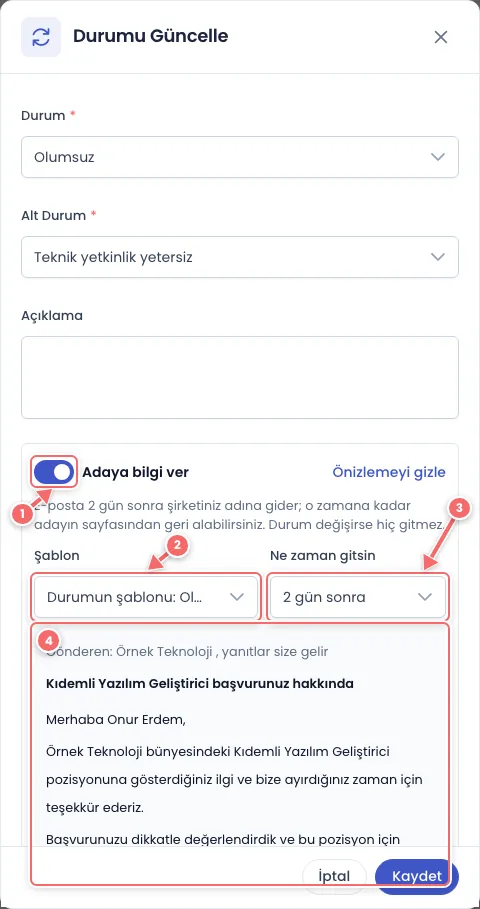 Durumu Güncelle
Durum *
Olumsuz
Alt Durum *
Teknik yetkinlik yetersiz
Açıklama
Adaya bilgi ver
Önizlemeyi gizle
1
2
3
E-posta 2 gün sonra şirketiniz adına gider; o zamana kadar
adayın sayfasından geri alabilirsiniz. Durum değişirse hiç gitmez.
Şablon
Ne zaman gitsin
Durumun şablonu: Ol...
2 gün sonra
4
Gönderen: Örnek Teknoloji , yanıtlar size gelir
Kıdemli Yazılım Geliştirici başvurunuz hakkında
Merhaba Onur Erdem,
Örnek Teknoloji bünyesindeki Kıdemli Yazılım Geliştirici
pozisyonuna gösterdiğiniz ilgi ve bize ayırdığınız zaman için
teşekkür ederiz.
Başvurunuzu dikkatle değerlendirdik ve bu pozisyon için
İptal
Kaydet